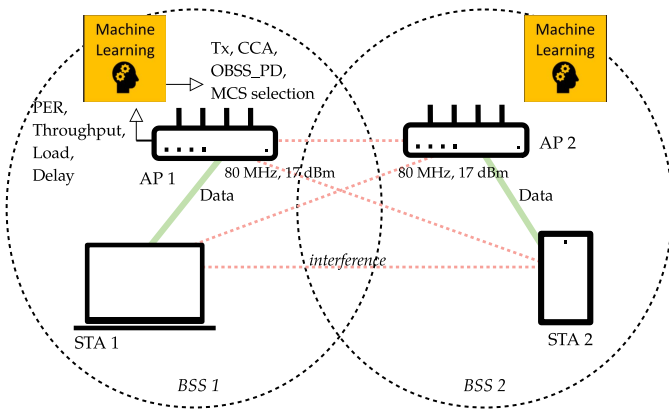 Machine
Learning
Tx, CCA,
OBSS_PD,
MCS selection
Machine
Learning
PER,
Throughput,
Load,
Delay
AP 1
AP 2
80 MHz, 17 dBm
80 MHz, 17 dBm
Data
Data
interference
STA 1
STA 2
BSS 1
BSS 2